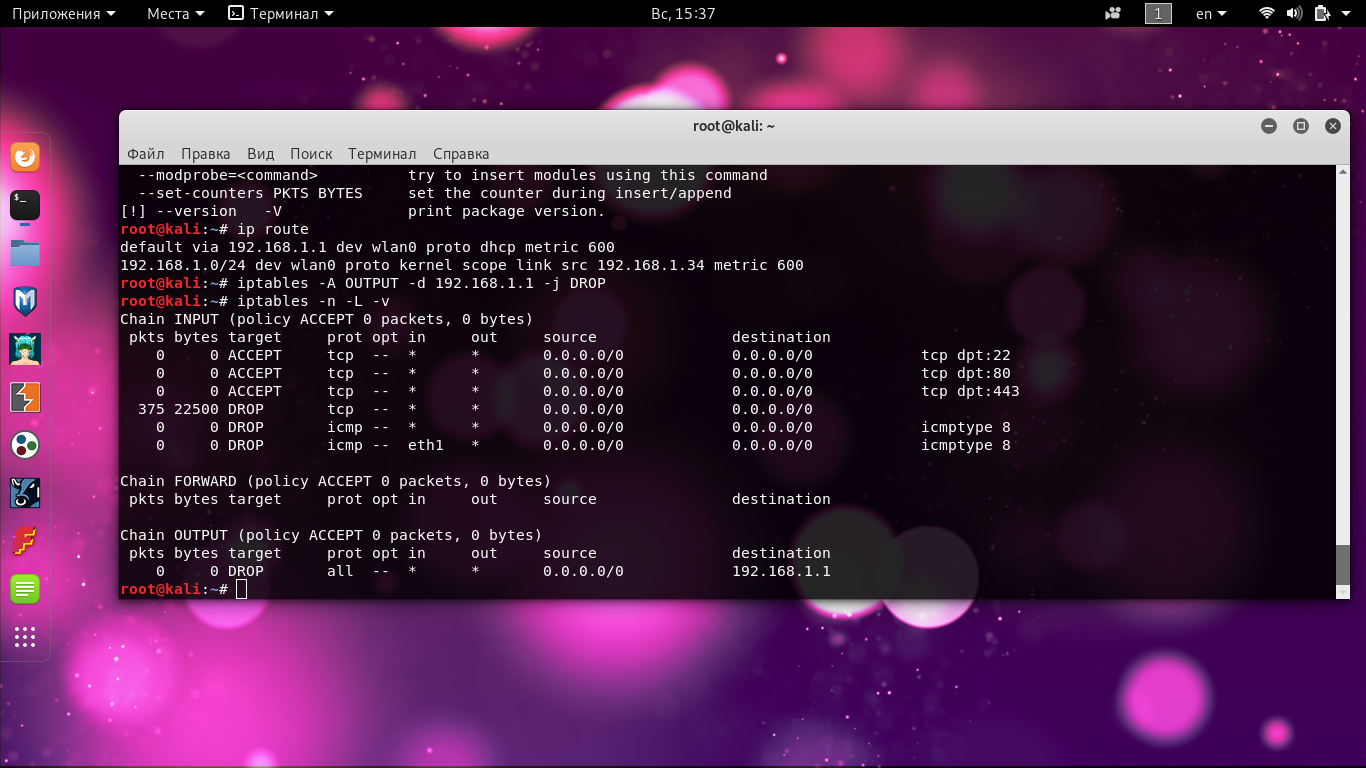 Приложения Места Терминал Вс, 15:37 1 en
root@kali: ~
Файл Правка Вид Поиск Терминал Справка
  --modprobe=<command>          try to insert modules using this command
  --set-counters PKTS BYTES     set the counter during insert/append
[!] --version   -V              print package version.
root@kali:~# ip route
default via 192.168.1.1 dev wlan0 proto dhcp metric 600
192.168.1.0/24 dev wlan0 proto kernel scope link src 192.168.1.34 metric 600
root@kali:~# iptables -A OUTPUT -d 192.168.1.1 -j DROP
root@kali:~# iptables -n -L -v
Chain INPUT (policy ACCEPT 0 packets, 0 bytes)
 pkts bytes target     prot opt in     out     source               destination
    0     0 ACCEPT     tcp  --  *      *       0.0.0.0/0            0.0.0.0/0            tcp dpt:22
    0     0 ACCEPT     tcp  --  *      *       0.0.0.0/0            0.0.0.0/0            tcp dpt:80
    0     0 ACCEPT     tcp  --  *      *       0.0.0.0/0            0.0.0.0/0            tcp dpt:443
  375 22500 DROP       tcp  --  *      *       0.0.0.0/0            0.0.0.0/0
    0     0 DROP       icmp --  *      *       0.0.0.0/0            0.0.0.0/0            icmptype 8
    0     0 DROP       icmp --  eth1   *       0.0.0.0/0            0.0.0.0/0            icmptype 8
Chain FORWARD (policy ACCEPT 0 packets, 0 bytes)
 pkts bytes target     prot opt in     out     source               destination
Chain OUTPUT (policy ACCEPT 0 packets, 0 bytes)
 pkts bytes target     prot opt in     out     source               destination
    0     0 DROP       all  --  *      *       0.0.0.0/0            192.168.1.1
root@kali:~#